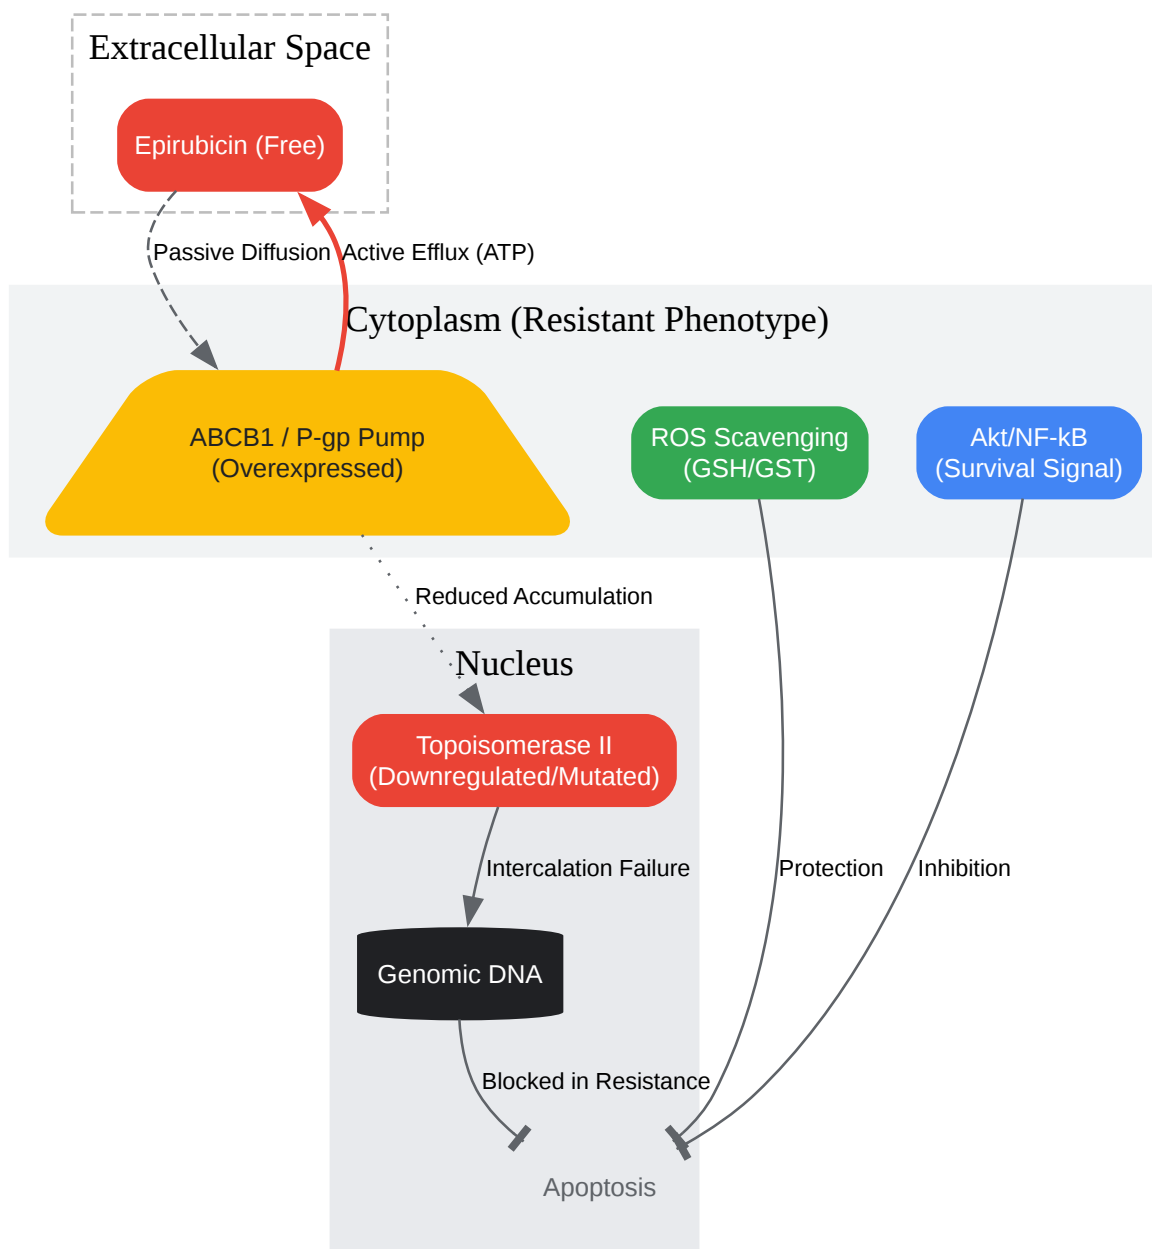 Extracellular Space
Epirubicin (Free)
Passive Diffusion
Active Efflux (ATP)
Cytoplasm (Resistant Phenotype)
ABCB1 / P-gp Pump
(Overexpressed)
ROS Scavenging
(GSH/GST)
Akt/NF-kB
(Survival Signal)
Reduced Accumulation
Nucleus
Topoisomerase II
(Downregulated/Mutated)
Intercalation Failure
Protection
Inhibition
Genomic DNA
Blocked in Resistance
Apoptosis